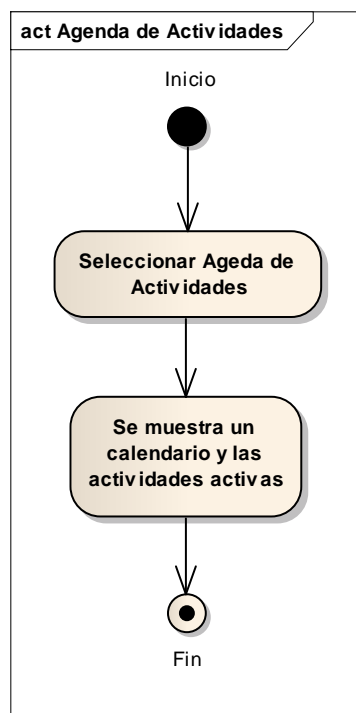 act Agenda de Actividades
Inicio
Seleccionar Ageda de
Actividades
Se muestra un
calendario y las
actividades activas
Fin